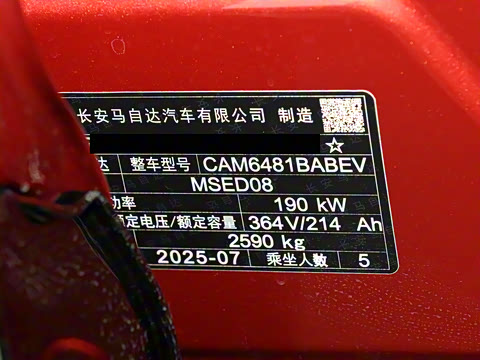 长安马自达汽车有限公司 制造
☆
达 整车型号 CAM6481BABEV
MSED08
功率 190 kW
额定电压/额定容量 364V/214 Ah
2590 kg
2025-07 乘坐人数 5